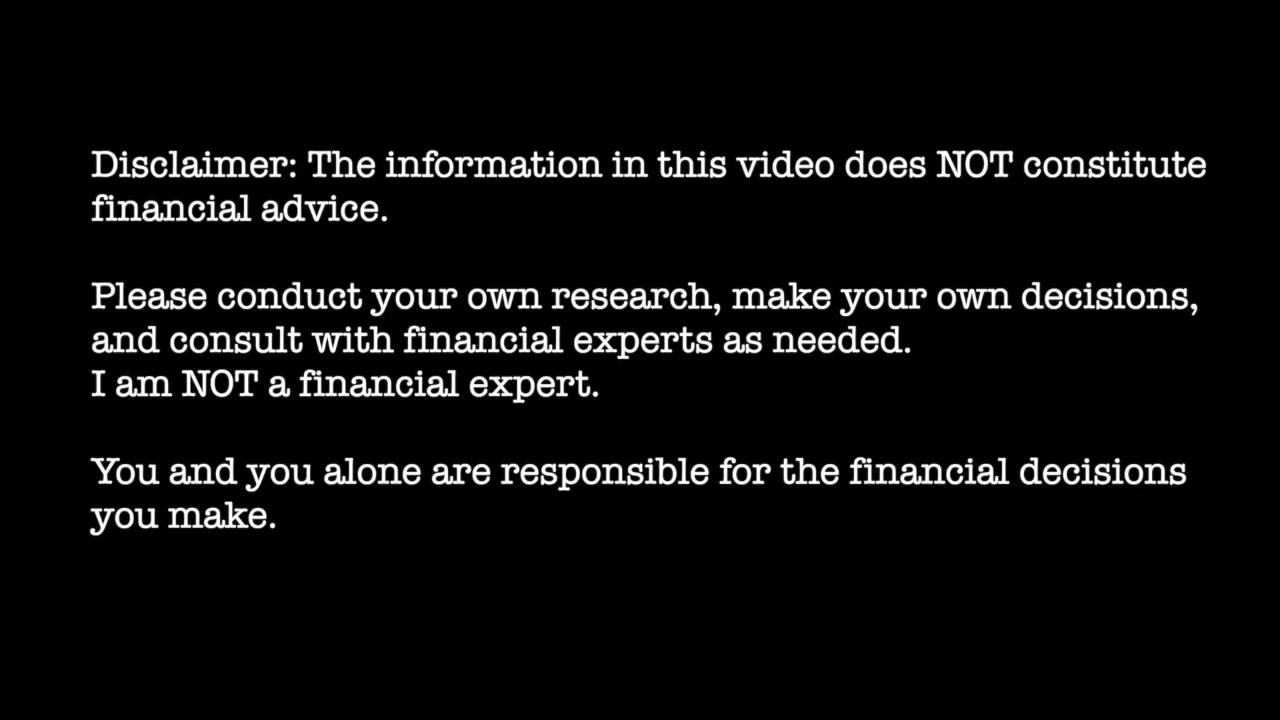 Disclaimer: The information in this video does NOT constitute
financial advice.
Please conduct your own research, make your own decisions,
and consult with financial experts as needed.
I am NOT a financial expert.
You and you alone are responsible for the financial decisions
you make.